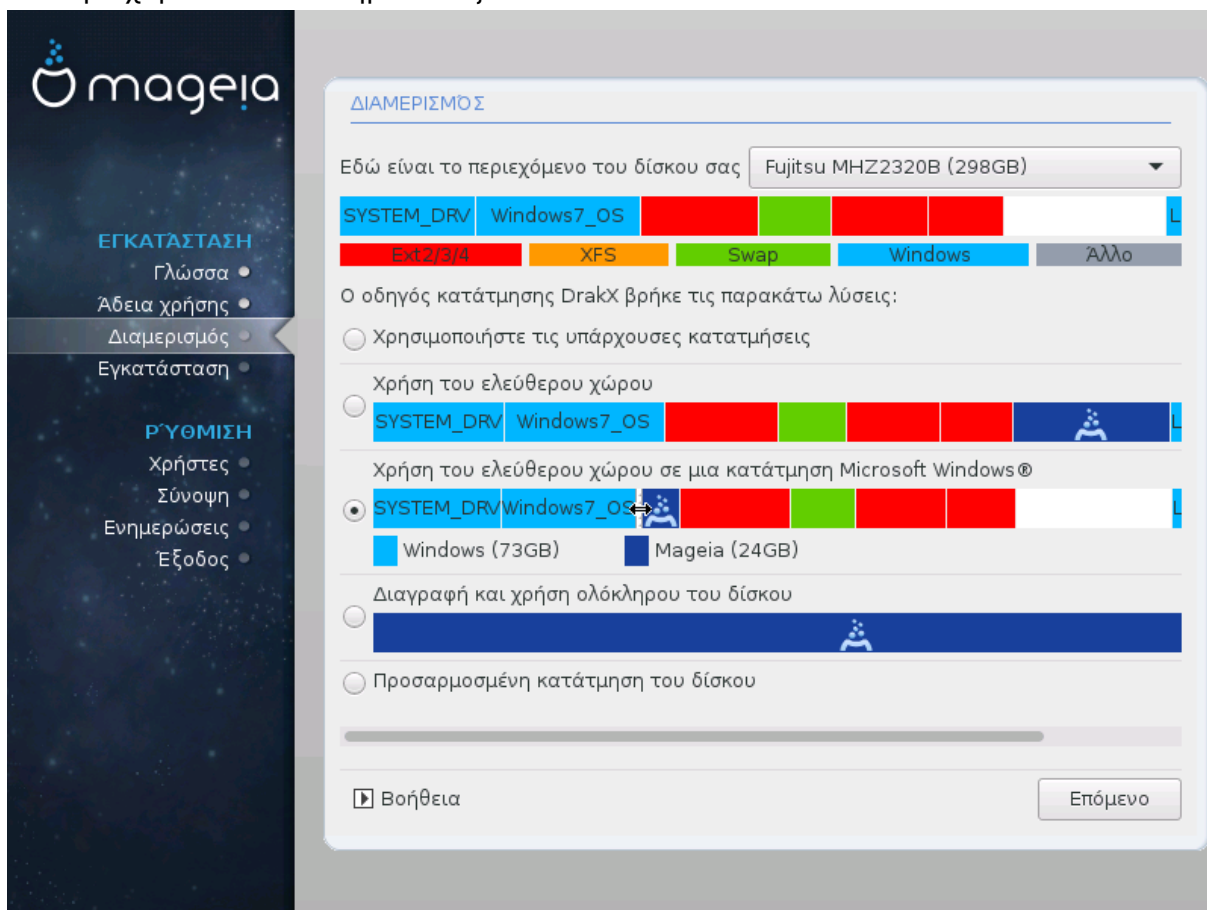 mageia
ΕΓΚΑΤΆΣΤΑΣΗ
Γλώσσα
Άδεια χρήσης
Διαμερισμός
Εγκατάσταση
ΡΎΘΜΙΣΗ
Χρήστες
Σύνοψη
Ενημερώσεις
Έξοδος
ΔΙΑΜΕΡΙΣΜΌΣ
Εδώ είναι το περιεχόμενο του δίσκου σας Fujitsu MHZ2320B (298GB)
SYSTEM_DRV Windows7_OS L
Ext2/3/4 XFS Swap Windows Άλλο
Ο οδηγός κατάτμησης DrakX βρήκε τις παρακάτω λύσεις:
Χρησιμοποιήστε τις υπάρχουσες κατατμήσεις
Χρήση του ελεύθερου χώρου
SYSTEM_DRV Windows7_OS L
Χρήση του ελεύθερου χώρου σε μια κατάτμηση Microsoft Windows®
SYSTEM_DRV Windows7_OS L
Windows (73GB) Mageia (24GB)
Διαγραφή και χρήση ολόκληρου του δίσκου
Προσαρμοσμένη κατάτμηση του δίσκου
Βοήθεια Επόμενο